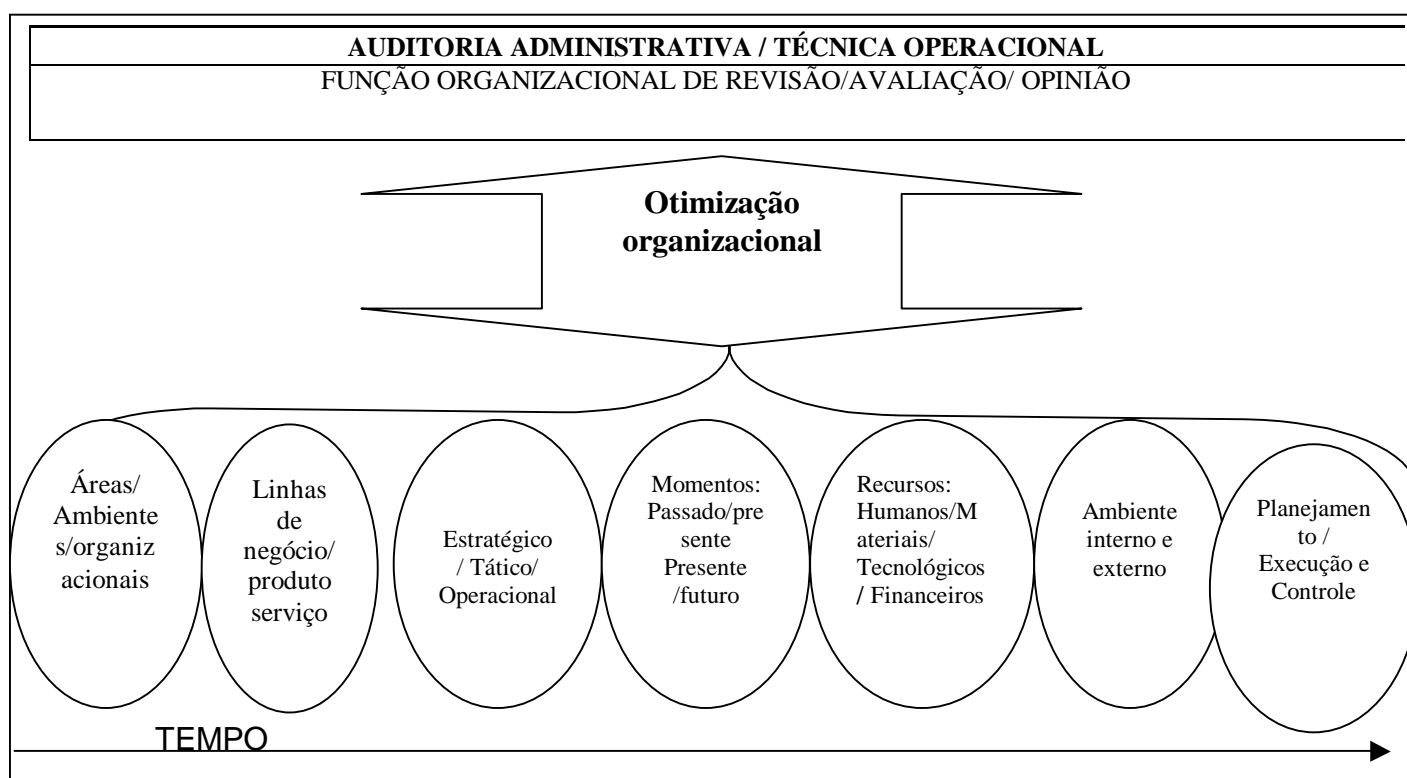 AUDITORIA ADMINISTRATIVA / TÉCNICA OPERACIONAL
FUNÇÃO ORGANIZACIONAL DE REVISÃO/AVALIAÇÃO/ OPINIÃO
Otimização
organizacional
Áreas/
Ambiente
s/organiz
acionais
Linhas
de
negócio/
produto
serviço
Estratégico
/ Tático/
Operacional
Momentos:
Passado/pre
sente
Presente
/futuro
Recursos:
Humanos/M
ateriais/
Tecnológicos
/ Financeiros
Ambiente
interno e
externo
Planejamen
to /
Execução e
Controle
TEMPO